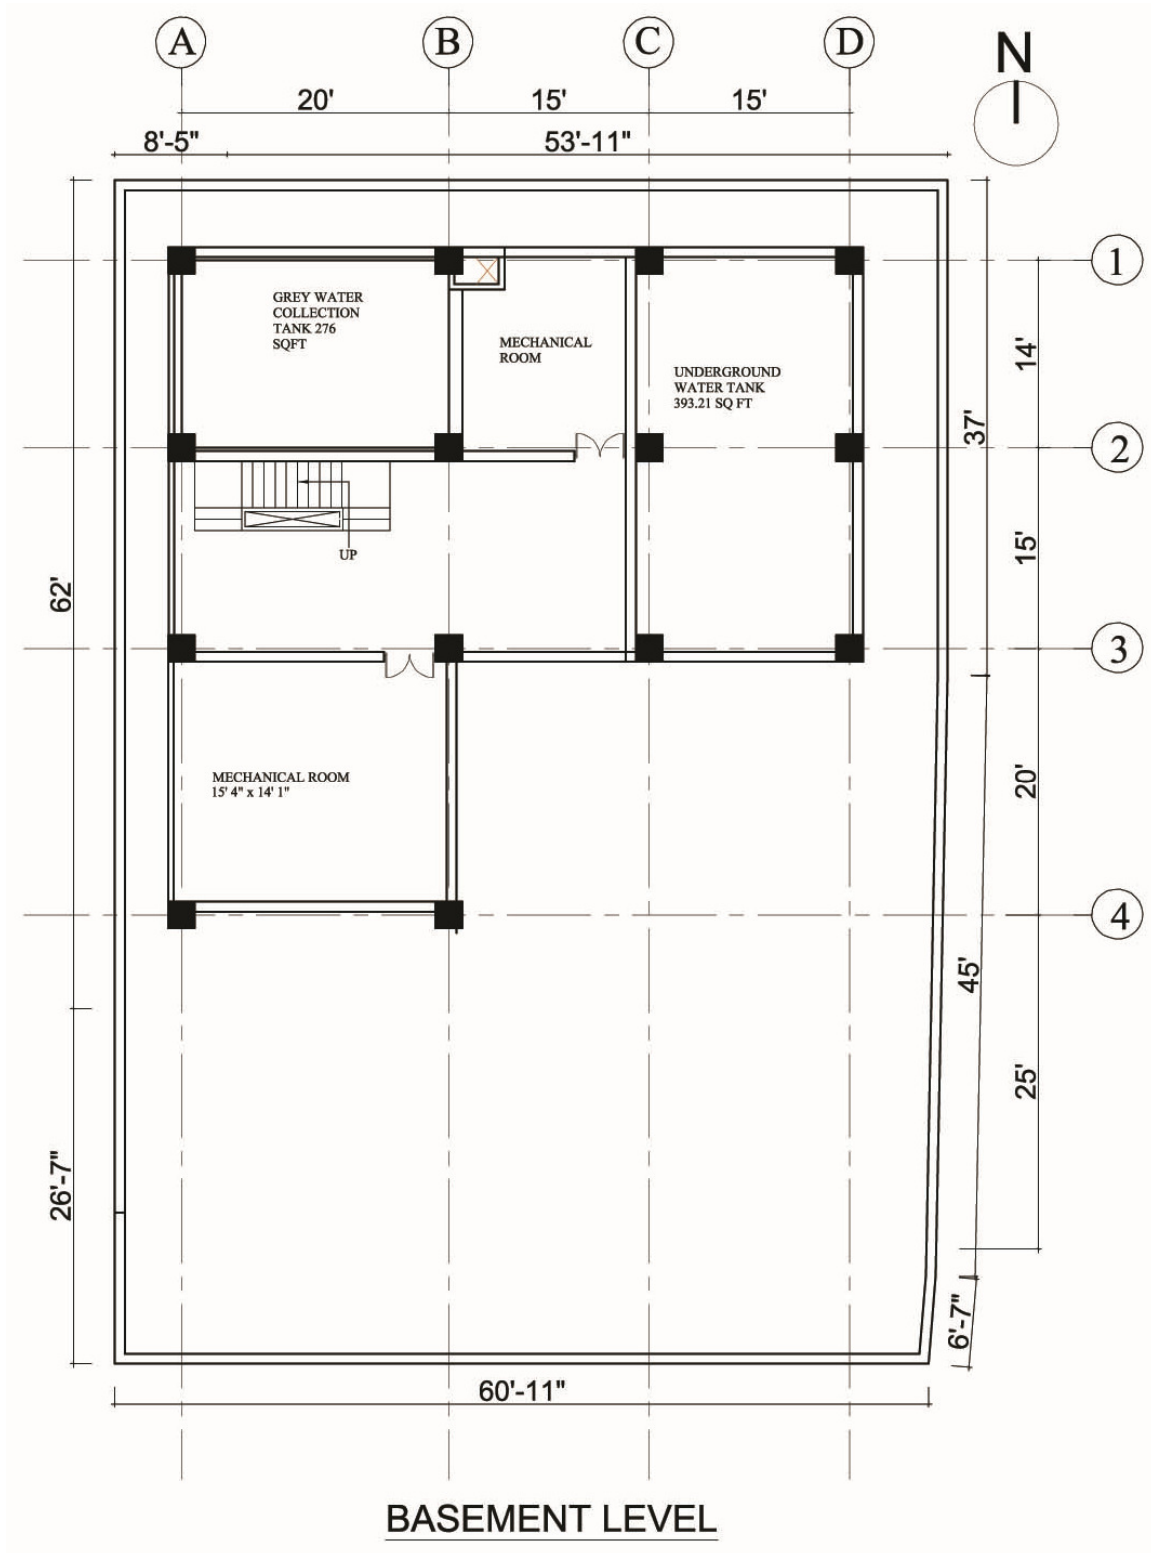 A B C D
N
20' 15' 15'
8'-5" 53'-11"
1
GREY WATER
COLLECTION
TANK 276
SQFT
MECHANICAL
ROOM
UNDERGROUND
WATER TANK
393.21 SQ FT
14'
37'
2
UP
15'
62'
3
MECHANICAL ROOM
15' 4" x 14' 1"
20'
4
45'
25'
26'-7"
6'-7"
60'-11"
BASEMENT LEVEL